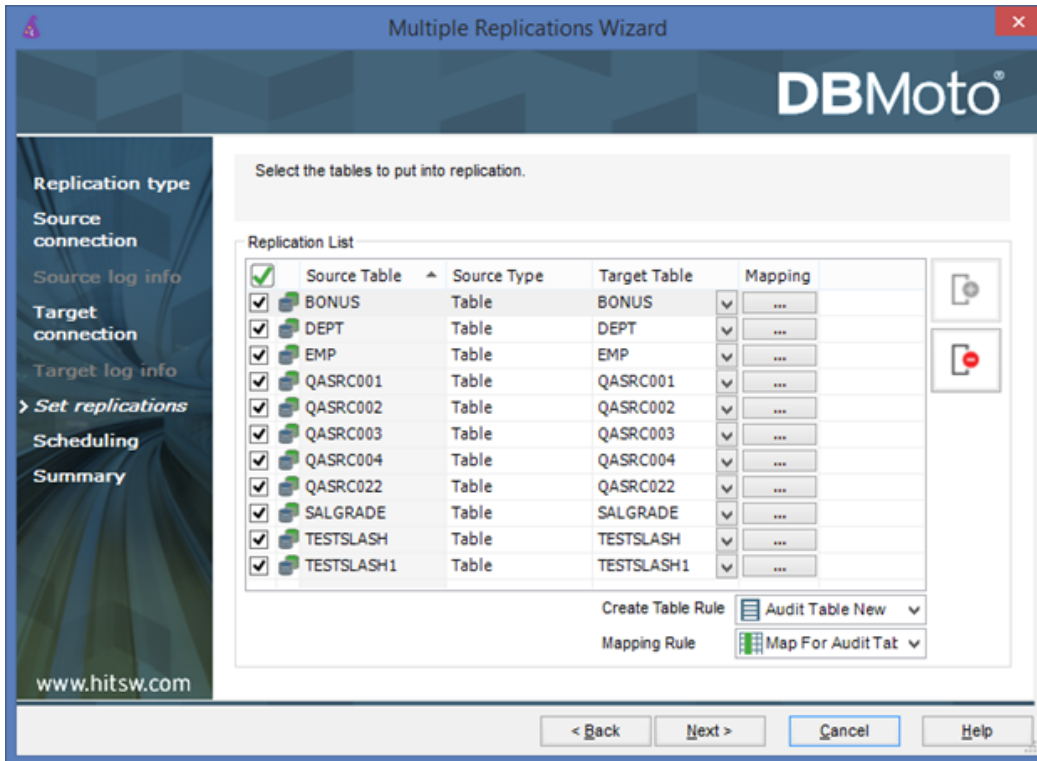 Multiple Replications Wizard
DBMoto®
Replication type
Source
connection
Source log info
Target
connection
Target log info
Set replications
Scheduling
Summary
www.hitsw.com
Select the tables to put into replication.
Replication List
Source Table Source Type Target Table Mapping
BONUS Table BONUS ...
DEPT Table DEPT ...
EMP Table EMP ...
QASRC001 Table QASRC001 ...
QASRC002 Table QASRC002 ...
QASRC003 Table QASRC003 ...
QASRC004 Table QASRC004 ...
QASRC022 Table QASRC022 ...
SALGRADE Table SALGRADE ...
TESTSLASH Table TESTSLASH ...
TESTSLASH1 Table TESTSLASH1 ...
Create Table Rule Audit Table New
Mapping Rule Map For Audit Tat
< Back Next > Cancel Help